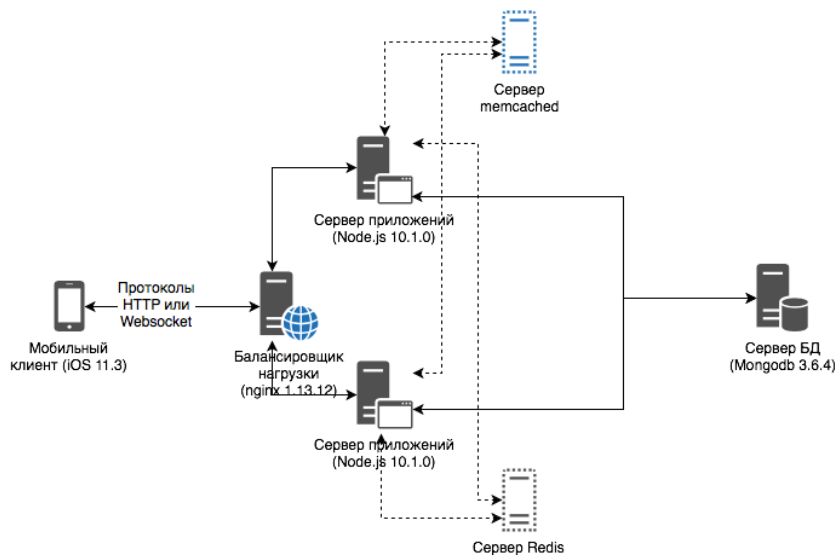 Сервер
memcached
Сервер приложений
(Node.js 10.1.0)
Протоколы
HTTP или
Websocket
Мобильный
клиент (iOS 11.3)
Балансировщик
нагрузки
(nginx 1.13.12)
Сервер БД
(Mongodb 3.6.4)
Сервер приложений
(Node.js 10.1.0)
Сервер Redis